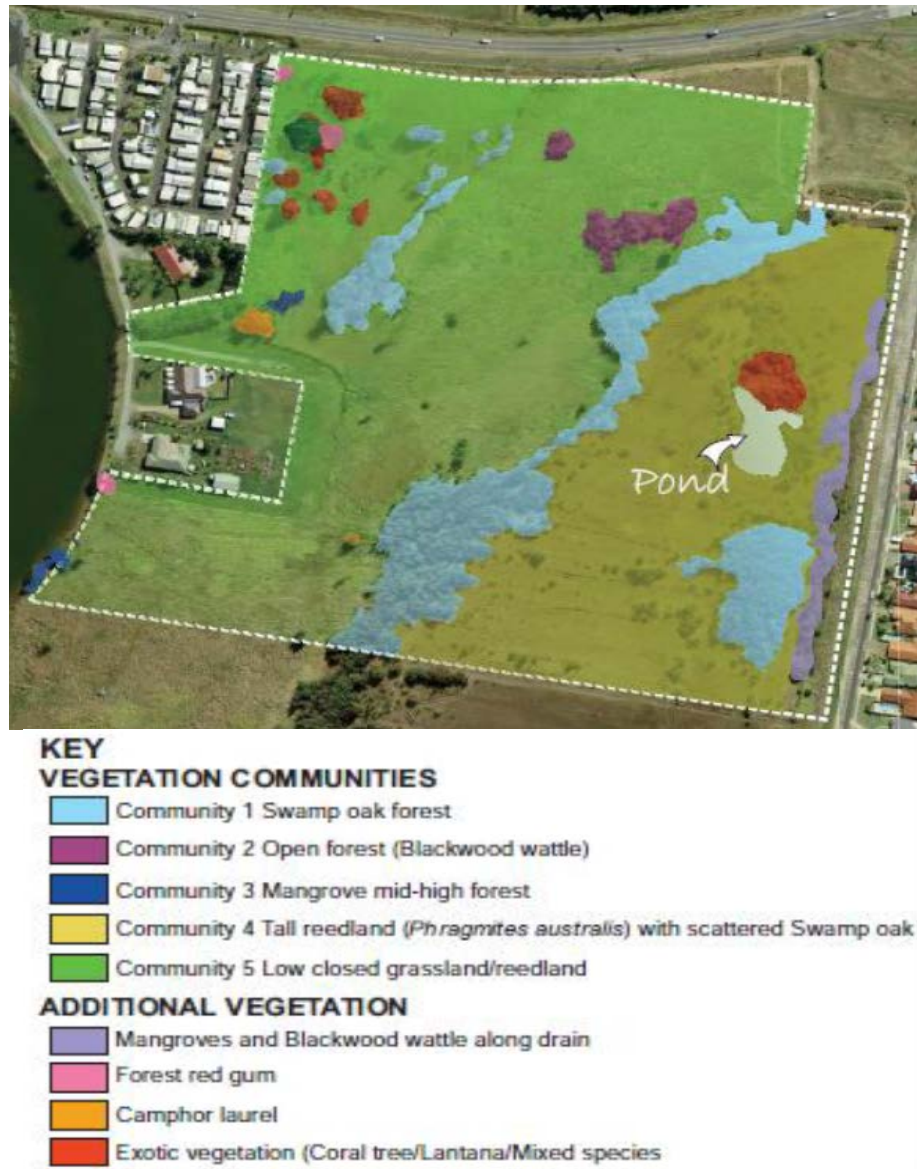 Pond
KEY
VEGETATION COMMUNITIES
Community 1 Swamp oak forest
Community 2 Open forest (Blackwood wattle)
Community 3 Mangrove mid-high forest
Community 4 Tall reedland (Phragmites australis) with scattered Swamp oak
Community 5 Low closed grassland/reedland
ADDITIONAL VEGETATION
Mangroves and Blackwood wattle along drain
Forest red gum
Camphor laurel
Exotic vegetation (Coral tree/Lantana/Mixed species